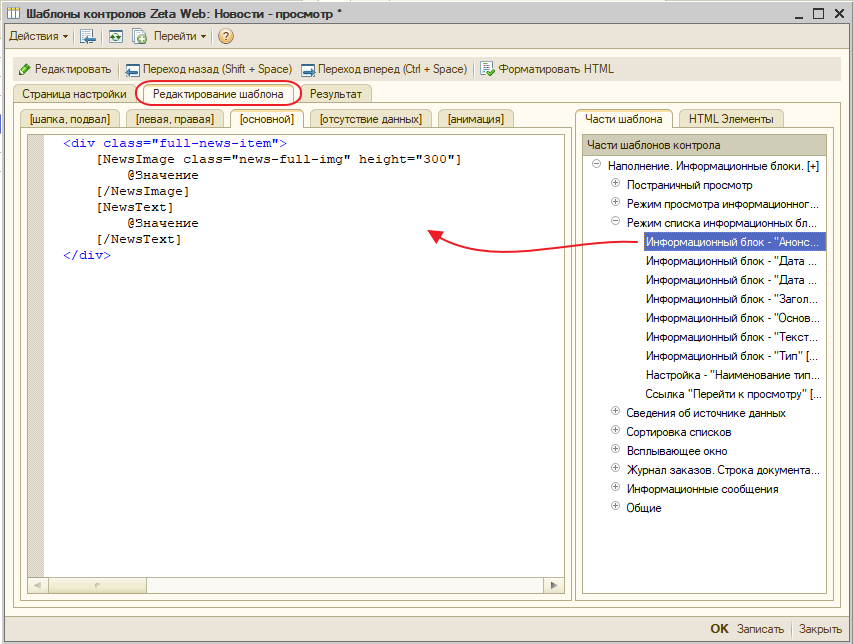 Шаблоны контролов Zeta Web: Новости - просмотр *
Действия Перейти
Редактировать Переход назад (Shift + Space) Переход вперед (Ctrl + Space) Форматировать HTML
Страница настройки Редактирование шаблона Результат
[шапка, подвал] [левая, правая] [основной] [отсутствие данных] [анимация]
<div class="full-news-item">
[NewsImage class="news-full-img" height="300"]
@Значение
[/NewsImage]
[NewsText]
@Значение
[/NewsText]
</div>
Части шаблона HTML Элементы
Части шаблонов контрола
Наполнение. Информационные блоки. [+]
Постраничный просмотр
Режим просмотра информационног...
Режим списка информационных бл...
Информационный блок - "Анонс...
Информационный блок - "Дата ...
Информационный блок - "Дата ...
Информационный блок - "Загол...
Информационный блок - "Основ...
Информационный блок - "Текст...
Информационный блок - "Тип" [...
Настройка - "Наименование тип...
Ссылка "Перейти к просмотру" [...
Сведения об источнике данных
Сортировка списков
Всплывающее окно
Журнал заказов. Строка документа...
Информационные сообщения
Общие
OK Записать Закрыть